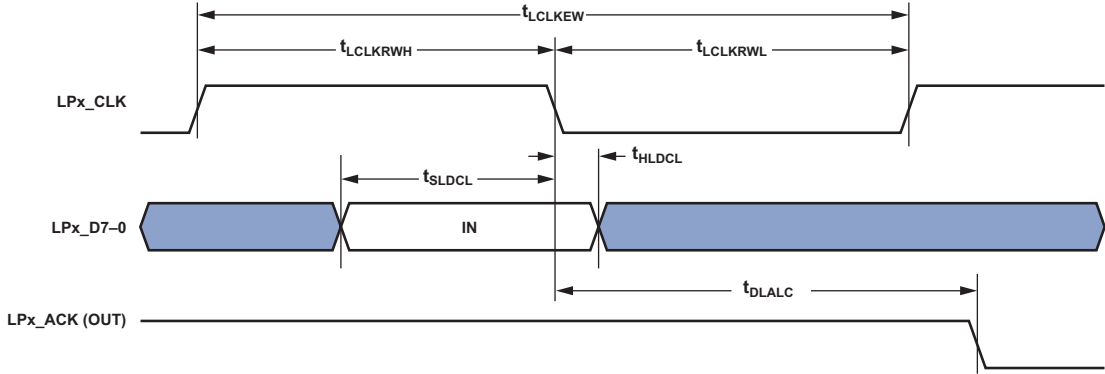 tLCLKEW
tLCLKRWH
tLCLKRWL
LPx_CLK
tHLDCL
tSLDCL
LPx_D7–0
IN
tDLALC
LPx_ACK (OUT)